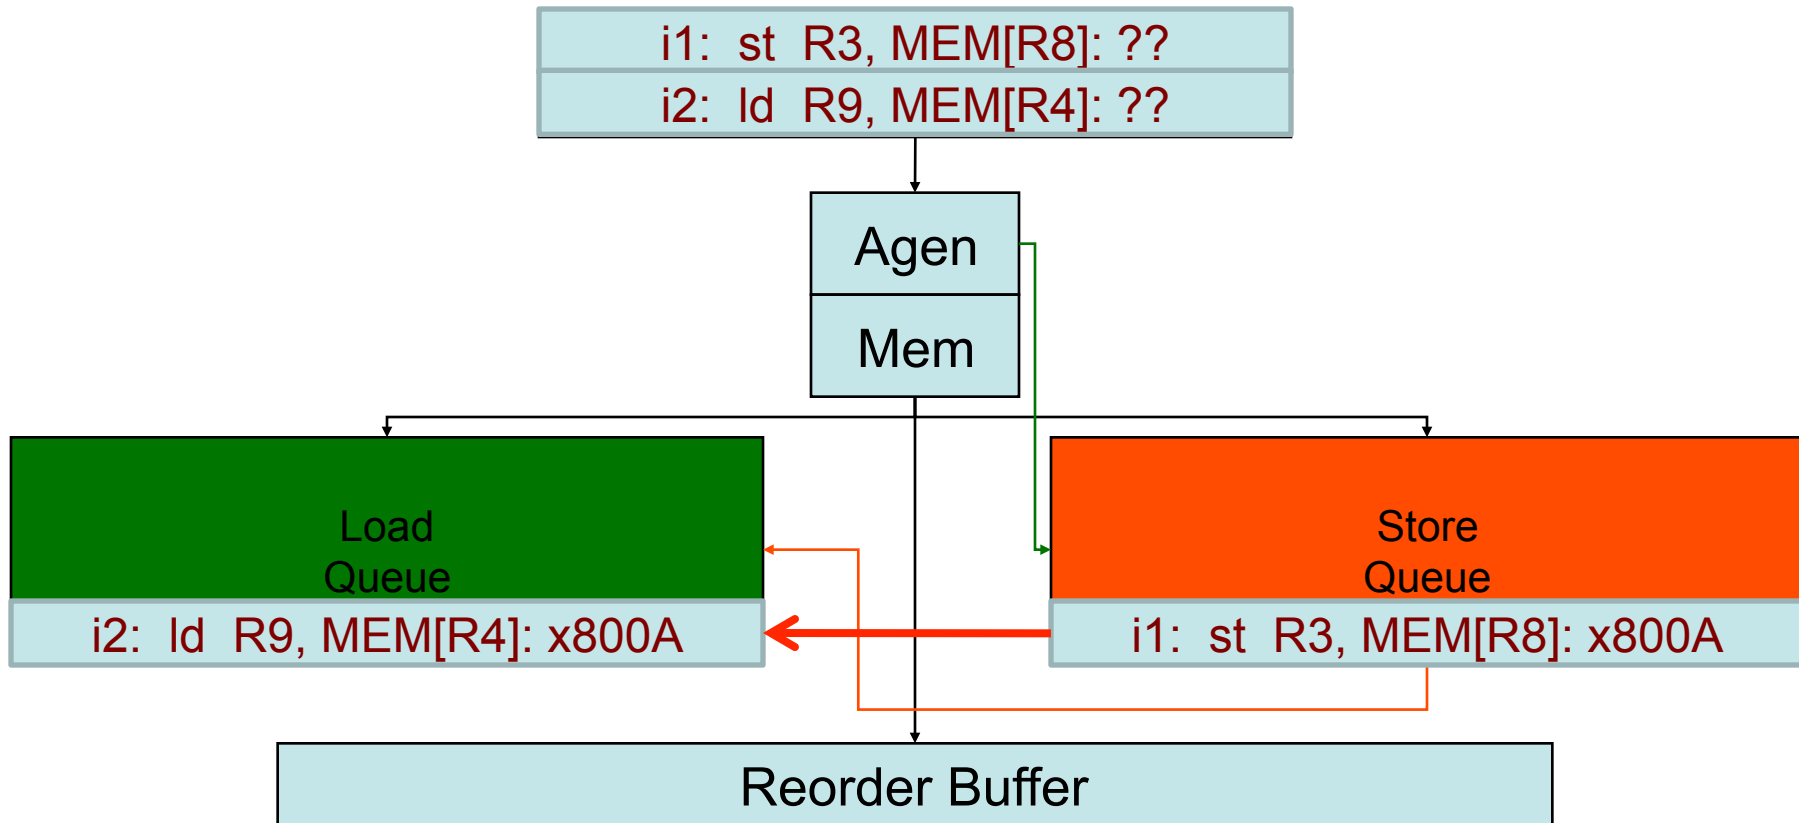 i1: st R3, MEM[R8]: ??
i2: ld R9, MEM[R4]: ??
Agen
Mem
Load
Queue
i2: ld R9, MEM[R4]: x800A
Store
Queue
i1: st R3, MEM[R8]: x800A
Reorder Buffer